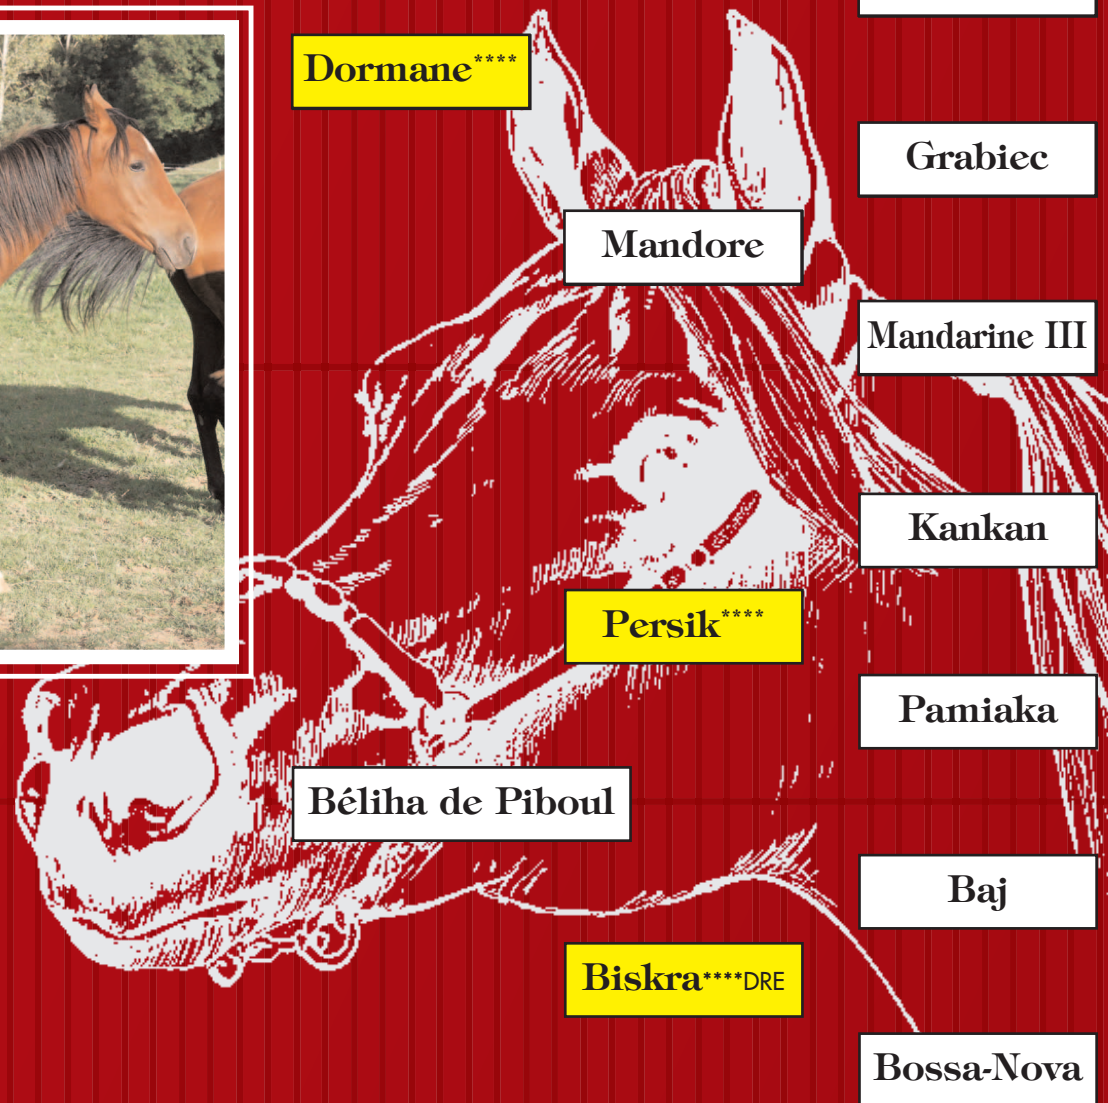 Dormane****
Grabiec
Mandore
Mandarine III
Kankan
Persik****
Pamiaka
Béliha de Piboul
Baj
Biskra****DRE
Bossa-Nova